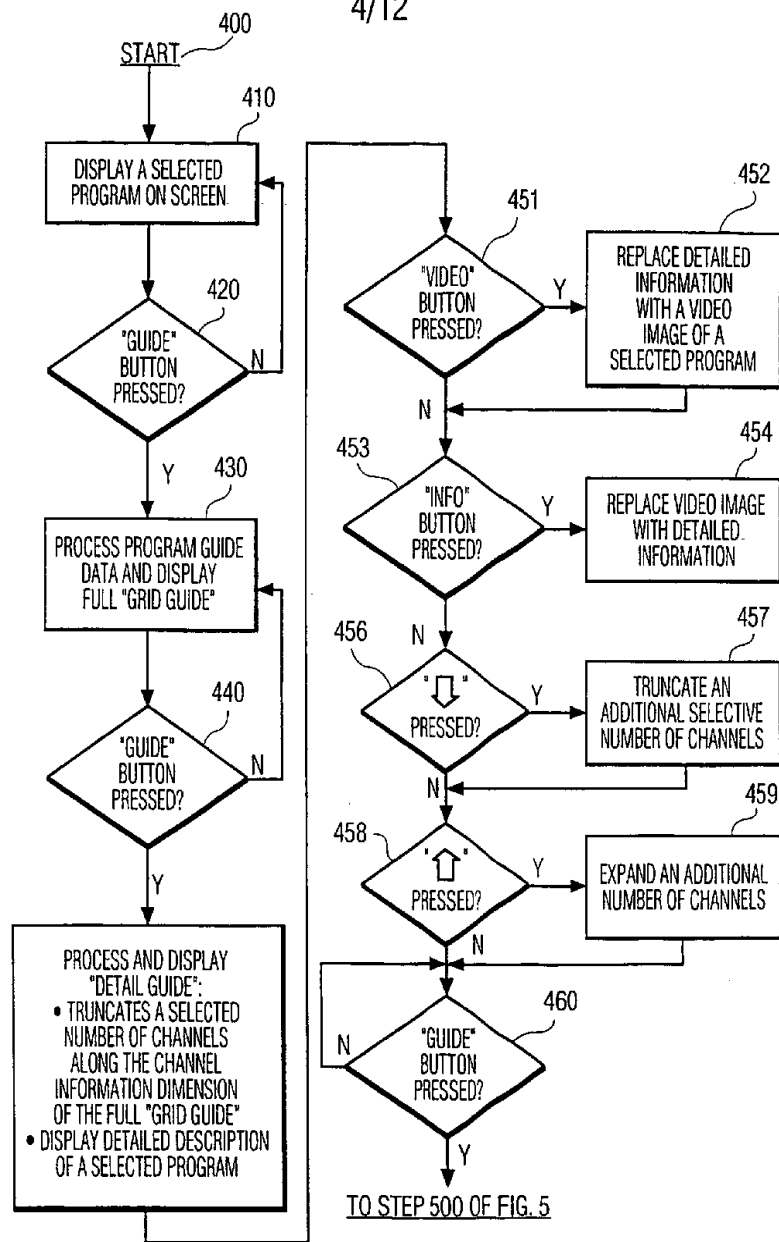 4/12
START
400
410
DISPLAY A SELECTED
PROGRAM ON SCREEN
420
"GUIDE"
BUTTON
PRESSED?
N
Y
430
PROCESS PROGRAM GUIDE
DATA AND DISPLAY
FULL "GRID GUIDE"
440
"GUIDE"
BUTTON
PRESSED?
N
Y
PROCESS AND DISPLAY
"DETAIL GUIDE":
• TRUNCATES A SELECTED
NUMBER OF CHANNELS
ALONG THE CHANNEL
INFORMATION DIMENSION
OF THE FULL "GRID GUIDE"
• DISPLAY DETAILED DESCRIPTION
OF A SELECTED PROGRAM
451
"VIDEO"
BUTTON
PRESSED?
Y
N
452
REPLACE DETAILED
INFORMATION
WITH A VIDEO
IMAGE OF A
SELECTED PROGRAM
453
"INFO"
BUTTON
PRESSED?
Y
N
454
REPLACE VIDEO IMAGE
WITH DETAILED
INFORMATION
456
"⇩"
PRESSED?
Y
N
457
TRUNCATE AN
ADDITIONAL SELECTIVE
NUMBER OF CHANNELS
458
"⇧"
PRESSED?
Y
N
459
EXPAND AN ADDITIONAL
NUMBER OF CHANNELS
460
"GUIDE"
BUTTON
PRESSED?
N
Y
TO STEP 500 OF FIG. 5